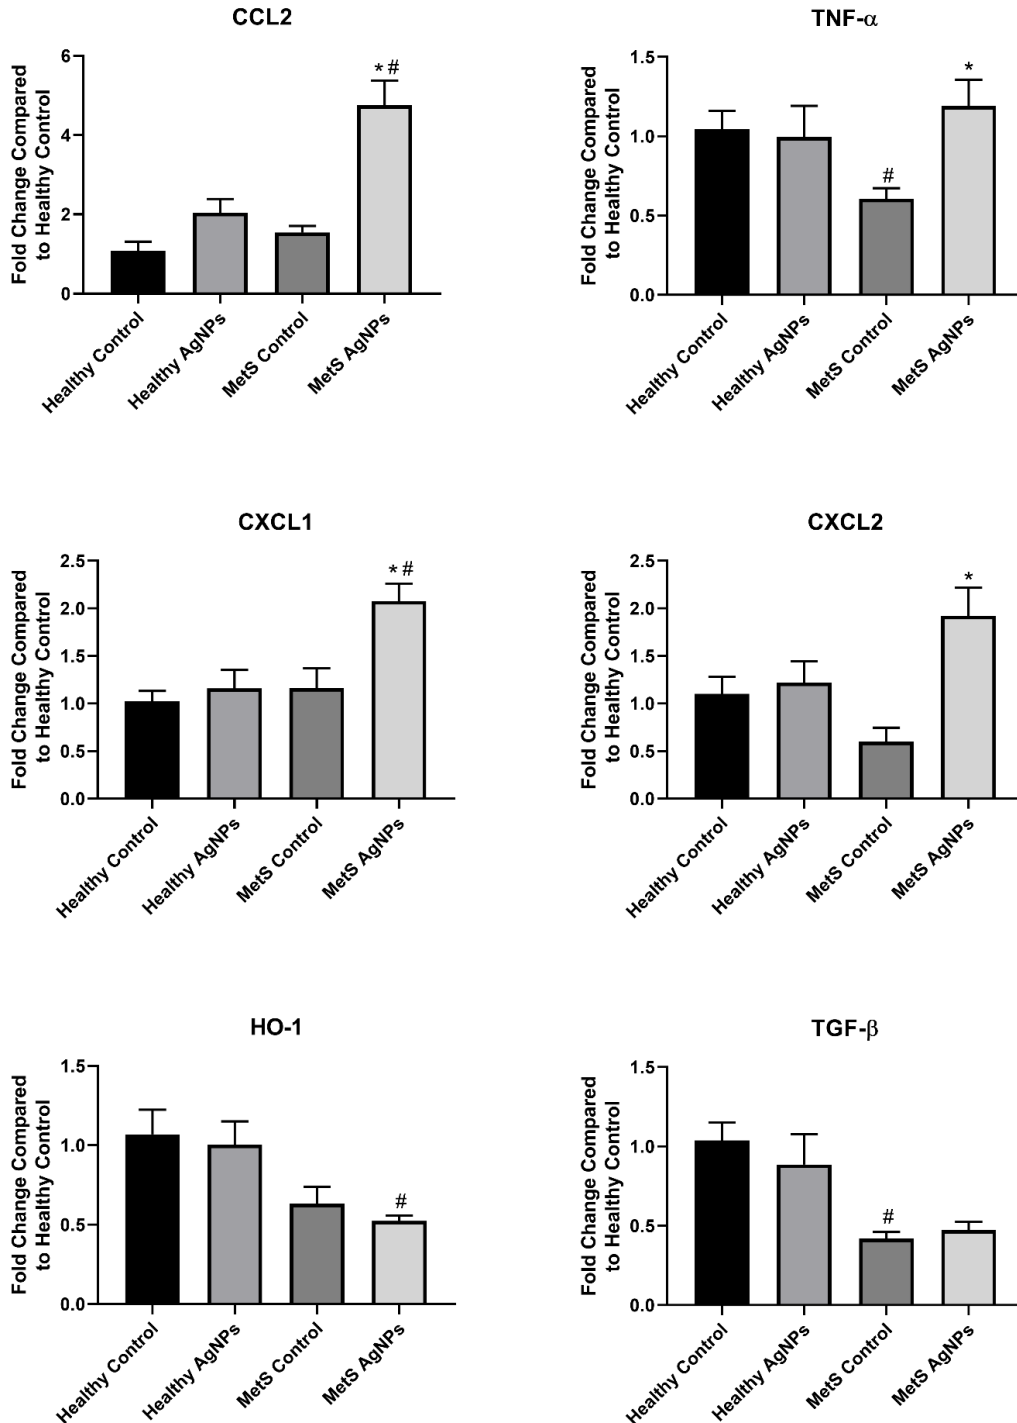 CCL2
Fold Change Compared
to Healthy Control
6
4
2
0
* #
Healthy Control
Healthy AgNPs
MetS Control
MetS AgNPs
TNF-α
Fold Change Compared
to Healthy Control
1.5
1.0
0.5
0.0
#
*
Healthy Control
Healthy AgNPs
MetS Control
MetS AgNPs
CXCL1
Fold Change Compared
to Healthy Control
2.5
2.0
1.5
1.0
0.5
0.0
* #
Healthy Control
Healthy AgNPs
MetS Control
MetS AgNPs
CXCL2
Fold Change Compared
to Healthy Control
2.5
2.0
1.5
1.0
0.5
0.0
*
Healthy Control
Healthy AgNPs
MetS Control
MetS AgNPs
HO-1
Fold Change Compared
to Healthy Control
1.5
1.0
0.5
0.0
#
Healthy Control
Healthy AgNPs
MetS Control
MetS AgNPs
TGF-β
Fold Change Compared
to Healthy Control
1.5
1.0
0.5
0.0
#
Healthy Control
Healthy AgNPs
MetS Control
MetS AgNPs